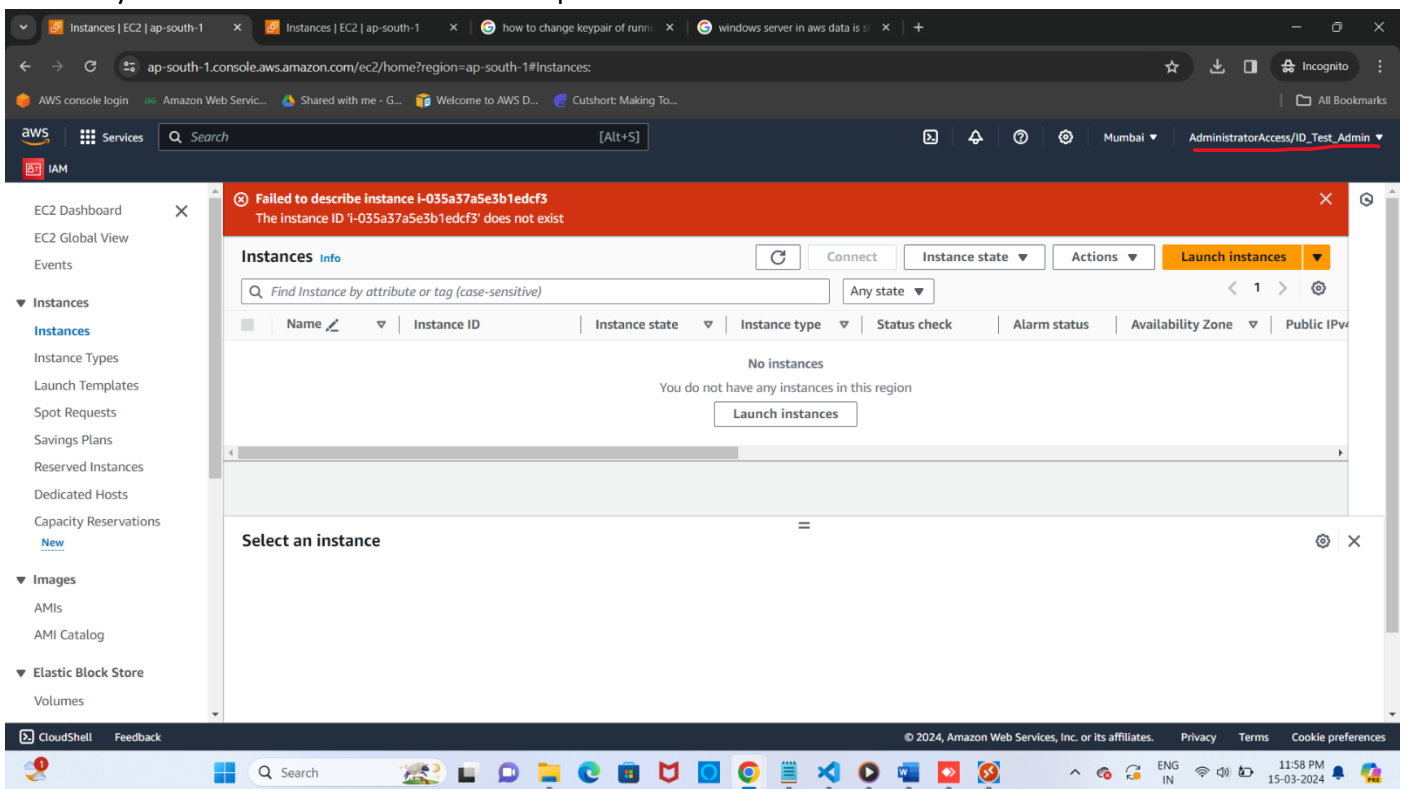 Instances | EC2 | ap-south-1
Instances | EC2 | ap-south-1
how to change keypair of runni
windows server in aws data is sl
ap-south-1.console.aws.amazon.com/ec2/home?region=ap-south-1#Instances:
Incognito
AWS console login
Amazon Web Servic...
Shared with me - G...
Welcome to AWS D...
Cutshort: Making To...
All Bookmarks
aws
Services
Search
[Alt+S]
Mumbai
AdministratorAccess/ID_Test_Admin
IAM
EC2 Dashboard
EC2 Global View
Events
Instances
Instances
Instance Types
Launch Templates
Spot Requests
Savings Plans
Reserved Instances
Dedicated Hosts
Capacity Reservations
New
Images
AMIs
AMI Catalog
Elastic Block Store
Volumes
Failed to describe instance i-035a37a5e3b1edcf3
The instance ID 'i-035a37a5e3b1edcf3' does not exist
Instances Info
Connect
Instance state
Actions
Launch instances
Find Instance by attribute or tag (case-sensitive)
Any state
1
Name
Instance ID
Instance state
Instance type
Status check
Alarm status
Availability Zone
Public IPv4
No instances
You do not have any instances in this region
Launch instances
Select an instance
CloudShell
Feedback
© 2024, Amazon Web Services, Inc. or its affiliates.
Privacy
Terms
Cookie preferences
Search
ENG
IN
11:58 PM
15-03-2024